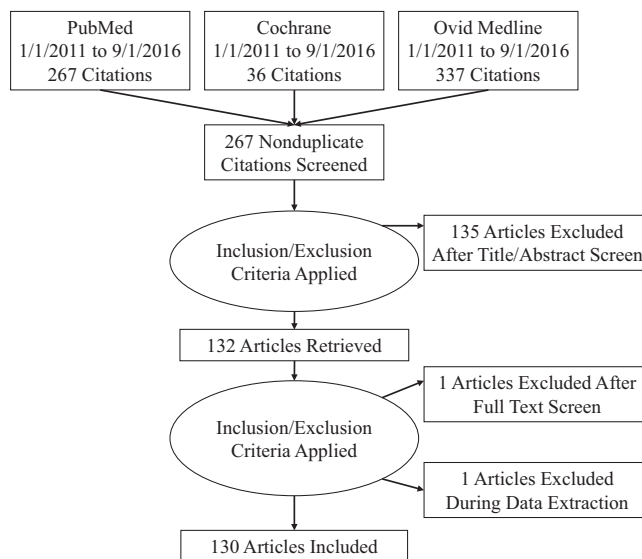 PubMed
1/1/2011 to 9/1/2016
267 Citations
Cochrane
1/1/2011 to 9/1/2016
36 Citations
Ovid Medline
1/1/2011 to 9/1/2016
337 Citations
267 Nonduplicate
Citations Screened
Inclusion/Exclusion
Criteria Applied
135 Articles Excluded
After Title/Abstract Screen
132 Articles Retrieved
Inclusion/Exclusion
Criteria Applied
1 Articles Excluded After
Full Text Screen
1 Articles Excluded
During Data Extraction
130 Articles Included